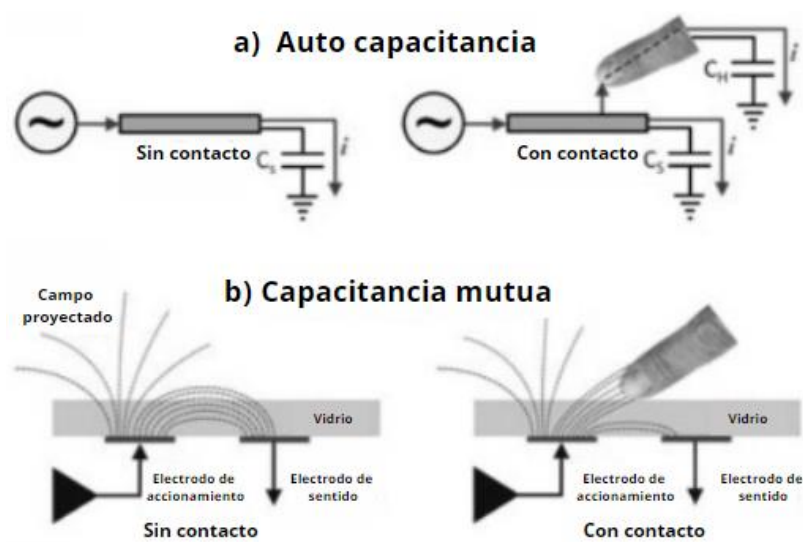 a) Auto capacitancia
Sin contacto
Cs
i
Con contacto
Cs
i
CH
i
b) Capacitancia mutua
Campo
proyectado
Vidrio
Electrodo de
accionamiento
Electrodo de
sentido
Sin contacto
Vidrio
Electrodo de
accionamiento
Electrodo de
sentido
Con contacto